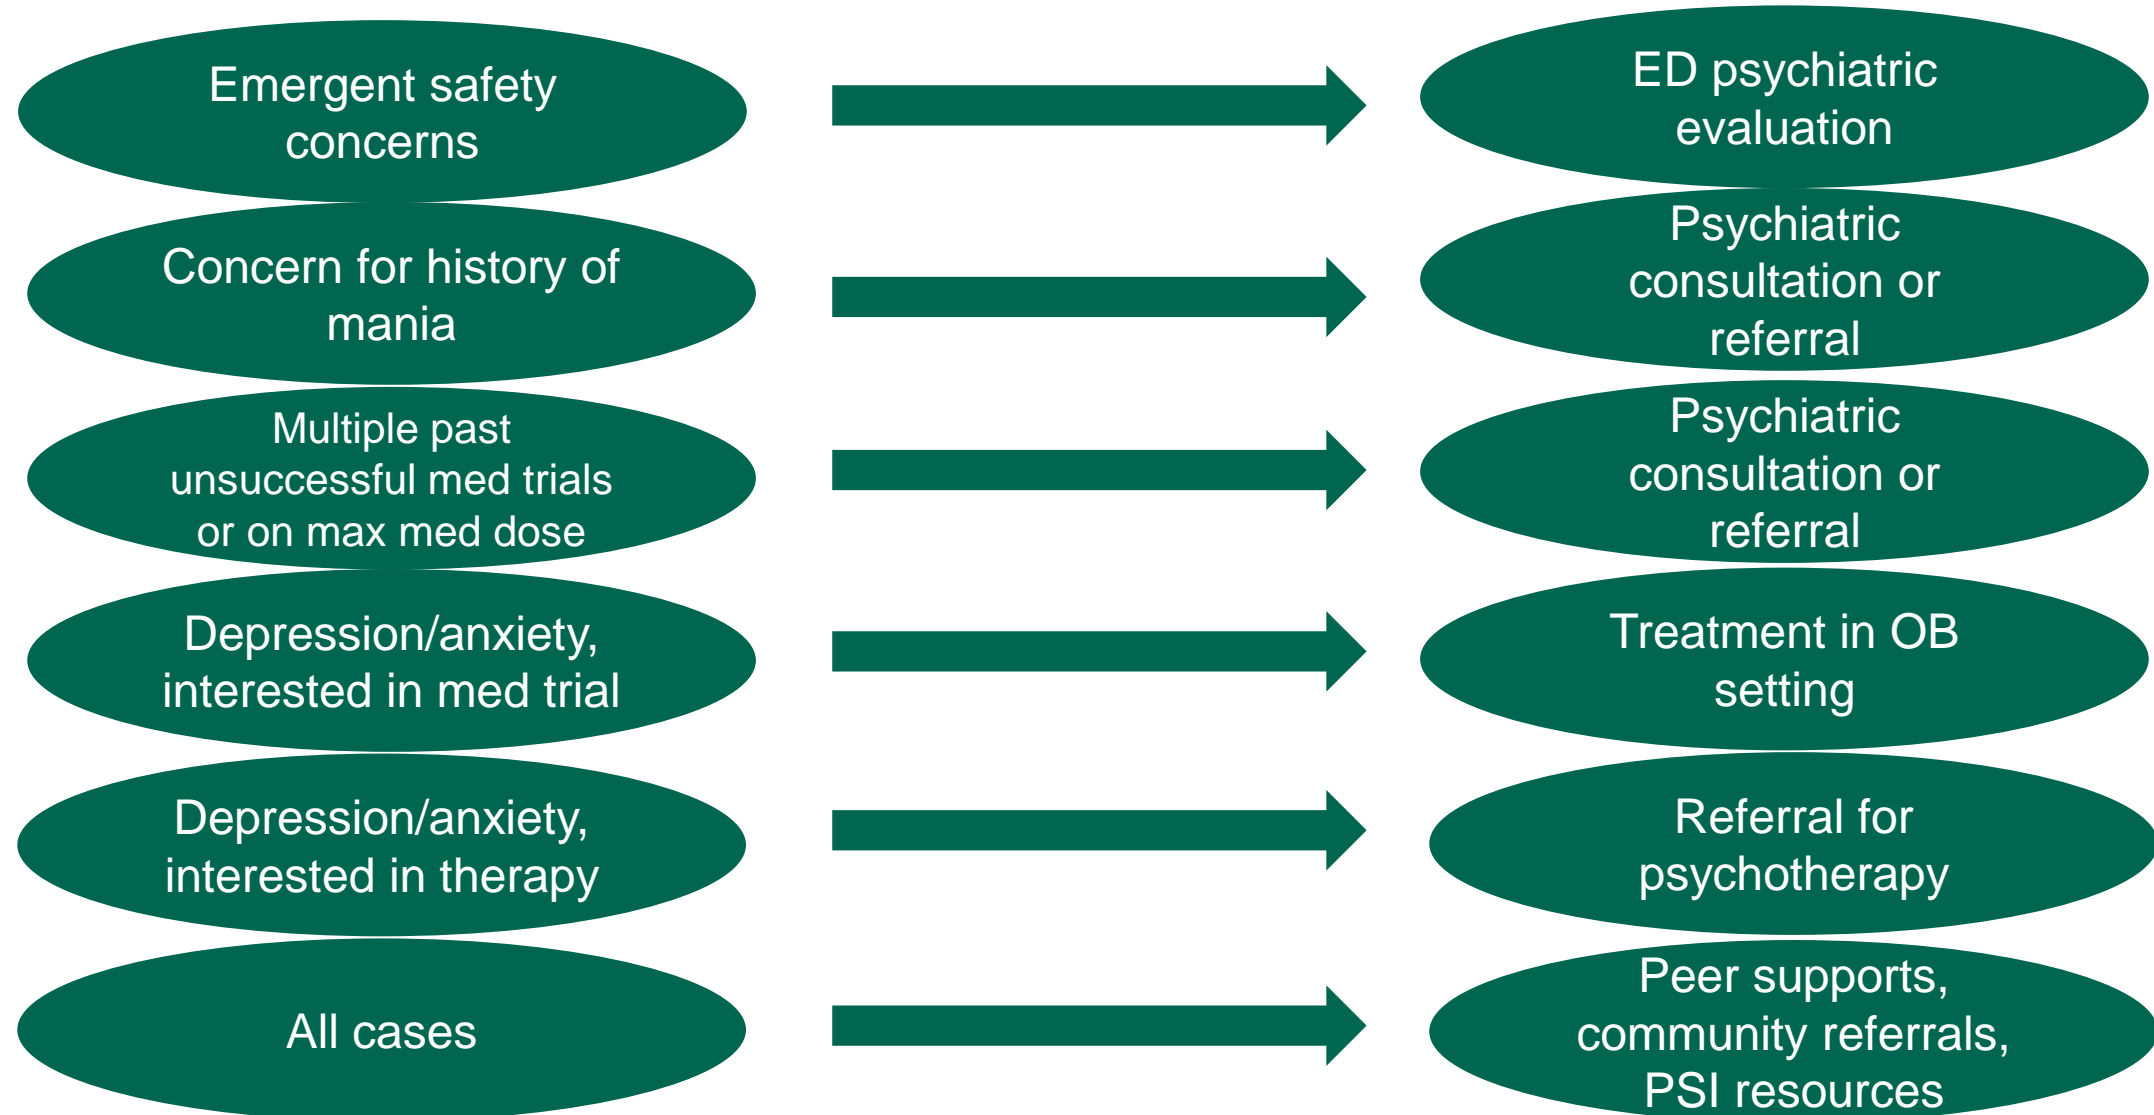 Emergent safety
concerns
ED psychiatric
evaluation
Concern for history of
mania
Psychiatric
consultation or
referral
Multiple past
unsuccessful med trials
or on max med dose
Psychiatric
consultation or
referral
Depression/anxiety,
interested in med trial
Treatment in OB
setting
Depression/anxiety,
interested in therapy
Referral for
psychotherapy
All cases
Peer supports,
community referrals,
PSI resources